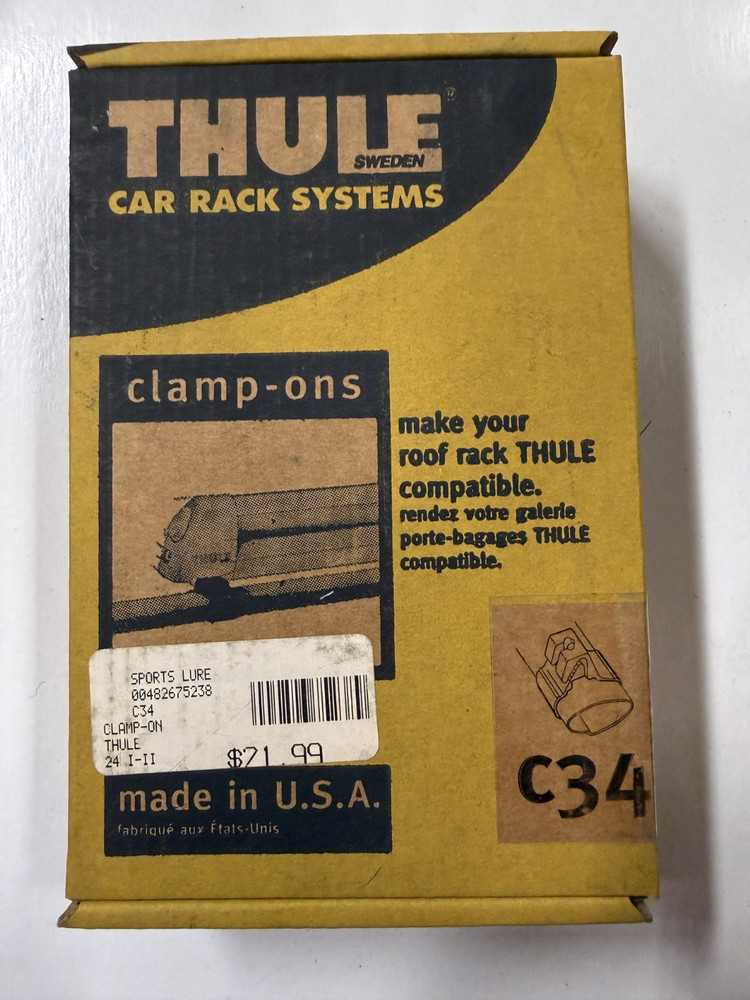 THULE
SWEDEN
CAR RACK SYSTEMS
clamp-ons
make your
roof rack THULE
compatible.
rendez votre galerie
porte-bagages THULE
compatible.
THULE
SPORTS LURE
00482675238
C34
CLAMP-ON
THULE
24 I-II
$71.99
C34
made in U.S.A.
fabriqué aux États-Unis